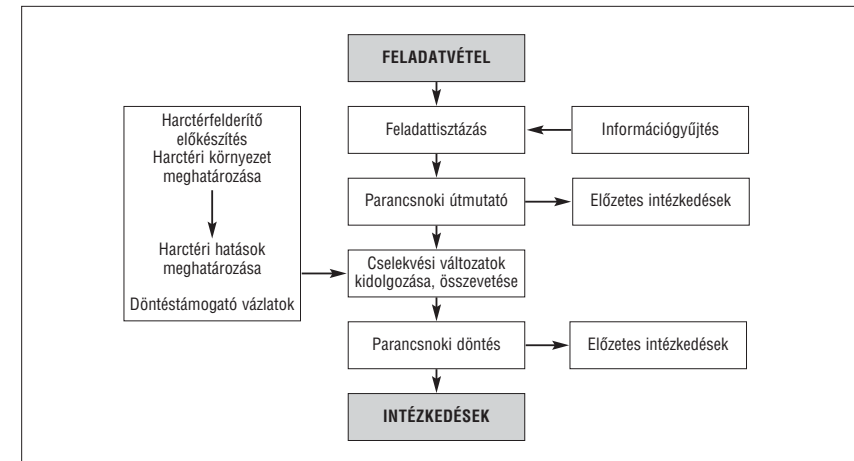 FELADATVÉTEL
Harctérfelderítő
előkészítés
Harctéri környezet
meghatározása
Harctéri hatások
meghatározása
Döntéstámogató vázlatok
Feladattisztázás
Információgyűjtés
Parancsnoki útmutató
Előzetes intézkedések
Cselekvési változatok
kidolgozása, összevetése
Parancsnoki döntés
Előzetes intézkedések
INTÉZKEDÉSEK